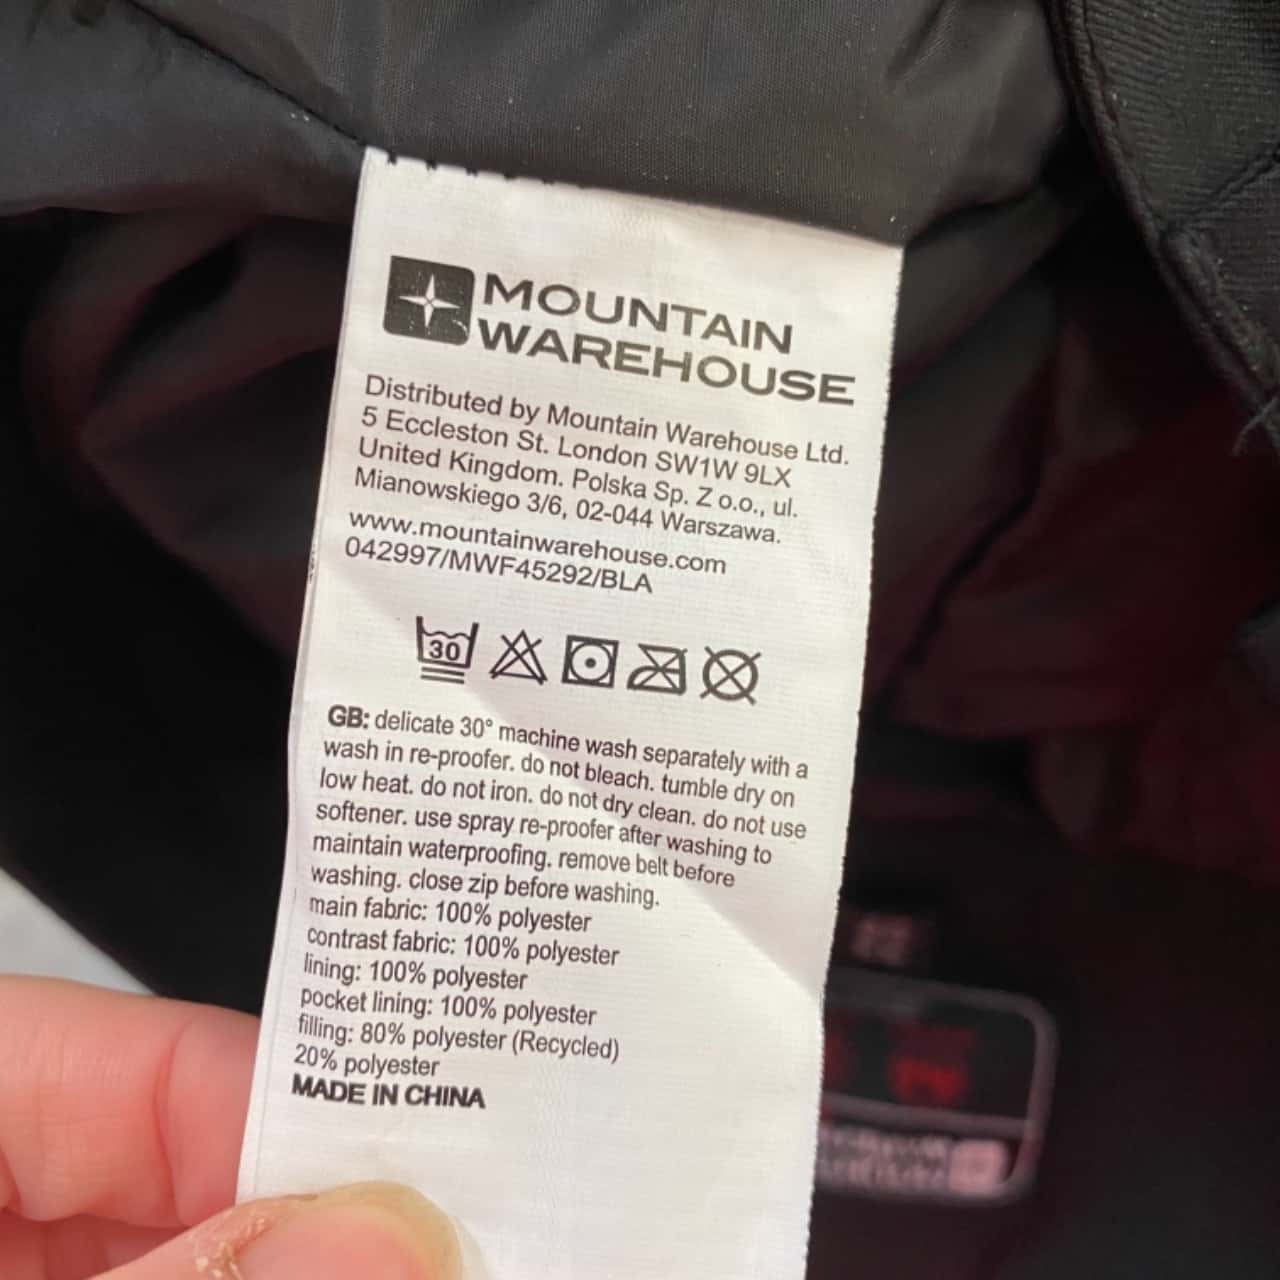 MOUNTAIN
WAREHOUSE
Distributed by Mountain Warehouse Ltd.
5 Eccleston St. London SW1W 9LX
United Kingdom. Polska Sp. Z o.o., ul.
Mianowskiego 3/6, 02-044 Warszawa.
www.mountainwarehouse.com
042997/MWF45292/BLA
30
GB: delicate 30° machine wash separately with a
wash in re-proofer. do not bleach. tumble dry on
low heat. do not iron. do not dry clean. do not use
softener. use spray re-proofer after washing to
maintain waterproofing. remove belt before
washing. close zip before washing.
main fabric: 100% polyester
contrast fabric: 100% polyester
lining: 100% polyester
pocket lining: 100% polyester
filling: 80% polyester (Recycled)
20% polyester
MADE IN CHINA